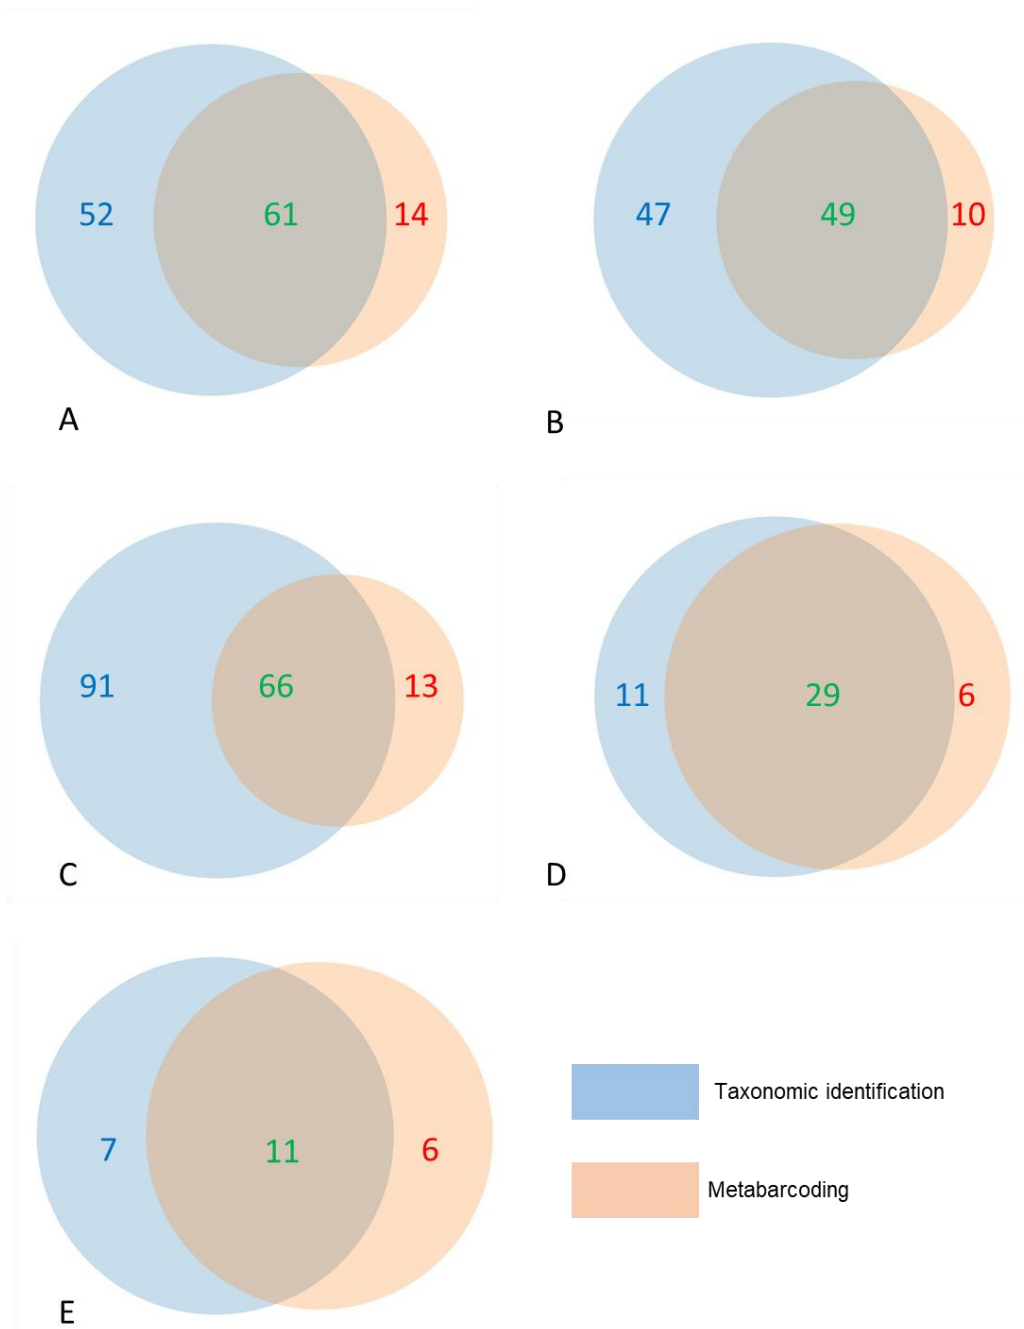 52 61 14
A
47 49 10
B
91 66 13
C
11 29 6
D
7 11 6
E
Taxonomic identification
Metabarcoding